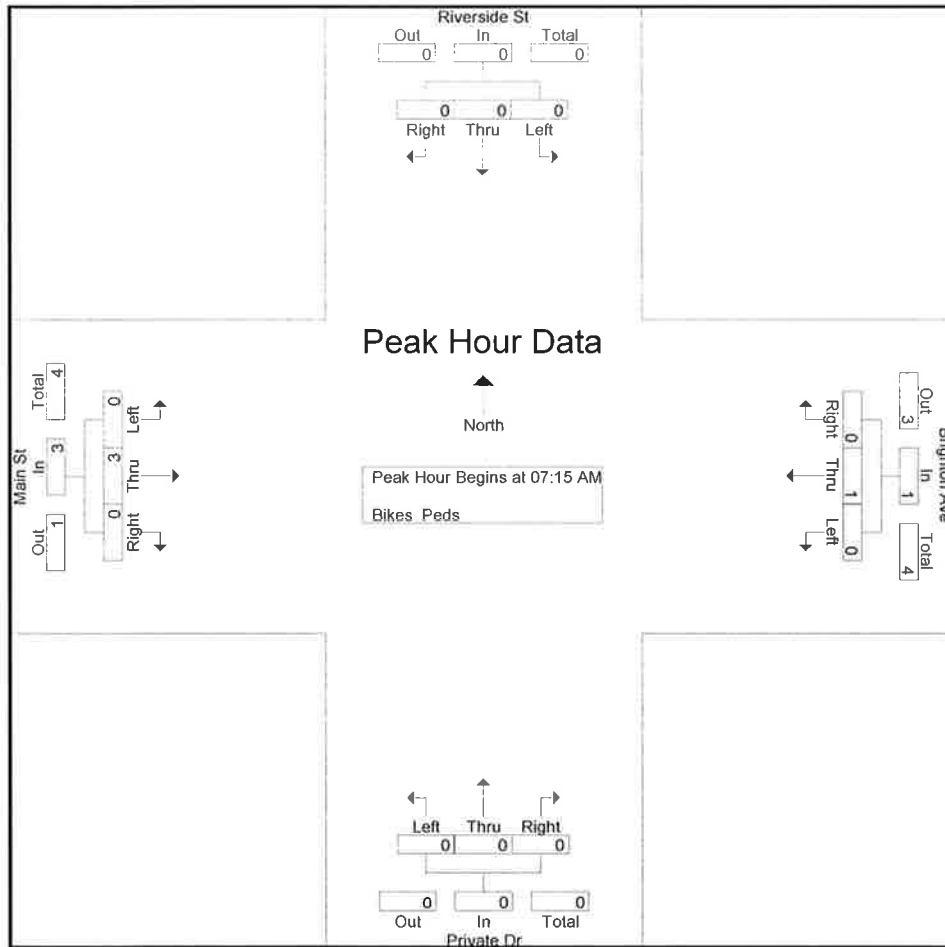 Riverside St
Out In Total
0 0 0
0 0 0
Right Thru Left
Peak Hour Data
North
Peak Hour Begins at 07:15 AM
Bikes Peds
Main St
Out In Total
1 3 4
Right Thru Left
0 3 0
Right Thru Left
0 1 0
Out In Total
3 1 4
Brighton Ave
Left Thru Right
0 0 0
0 0 0
Out In Total
Private Dr